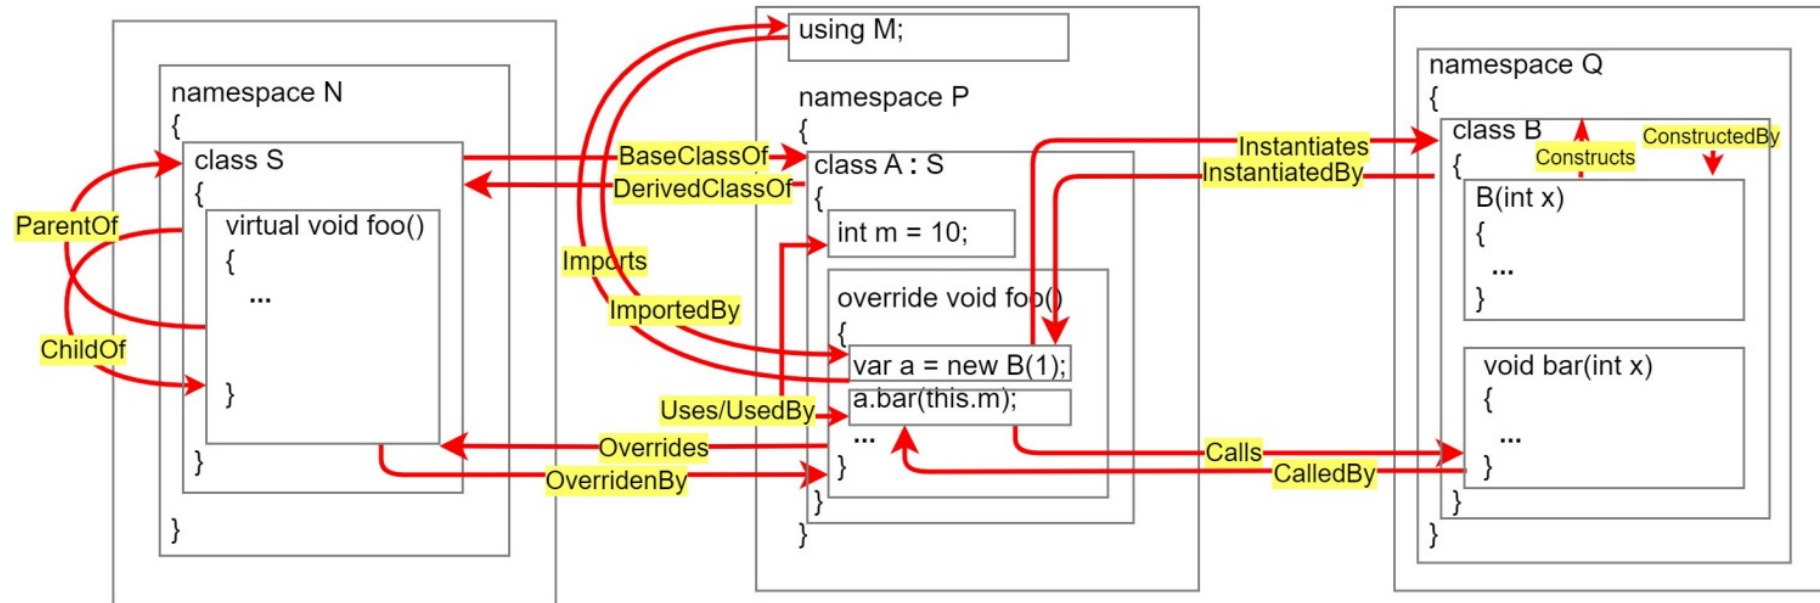 namespace N
{
class S
{
virtual void foo()
{
...
}
}
}
ParentOf
ChildOf
BaseClassOf
DerivedClassOf
Imports
ImportedBy
Uses/UsedBy
Overrides
OverridenBy
using M;
namespace P
{
class A : S
{
int m = 10;
override void foo()
{
var a = new B(1);
a.bar(this.m);
...
}
}
}
Instantiates
InstantiatedBy
Calls
CalledBy
namespace Q
{
class B
{
Constructs
ConstructedBy
B(int x)
{
...
}
void bar(int x)
{
...
}
}
}